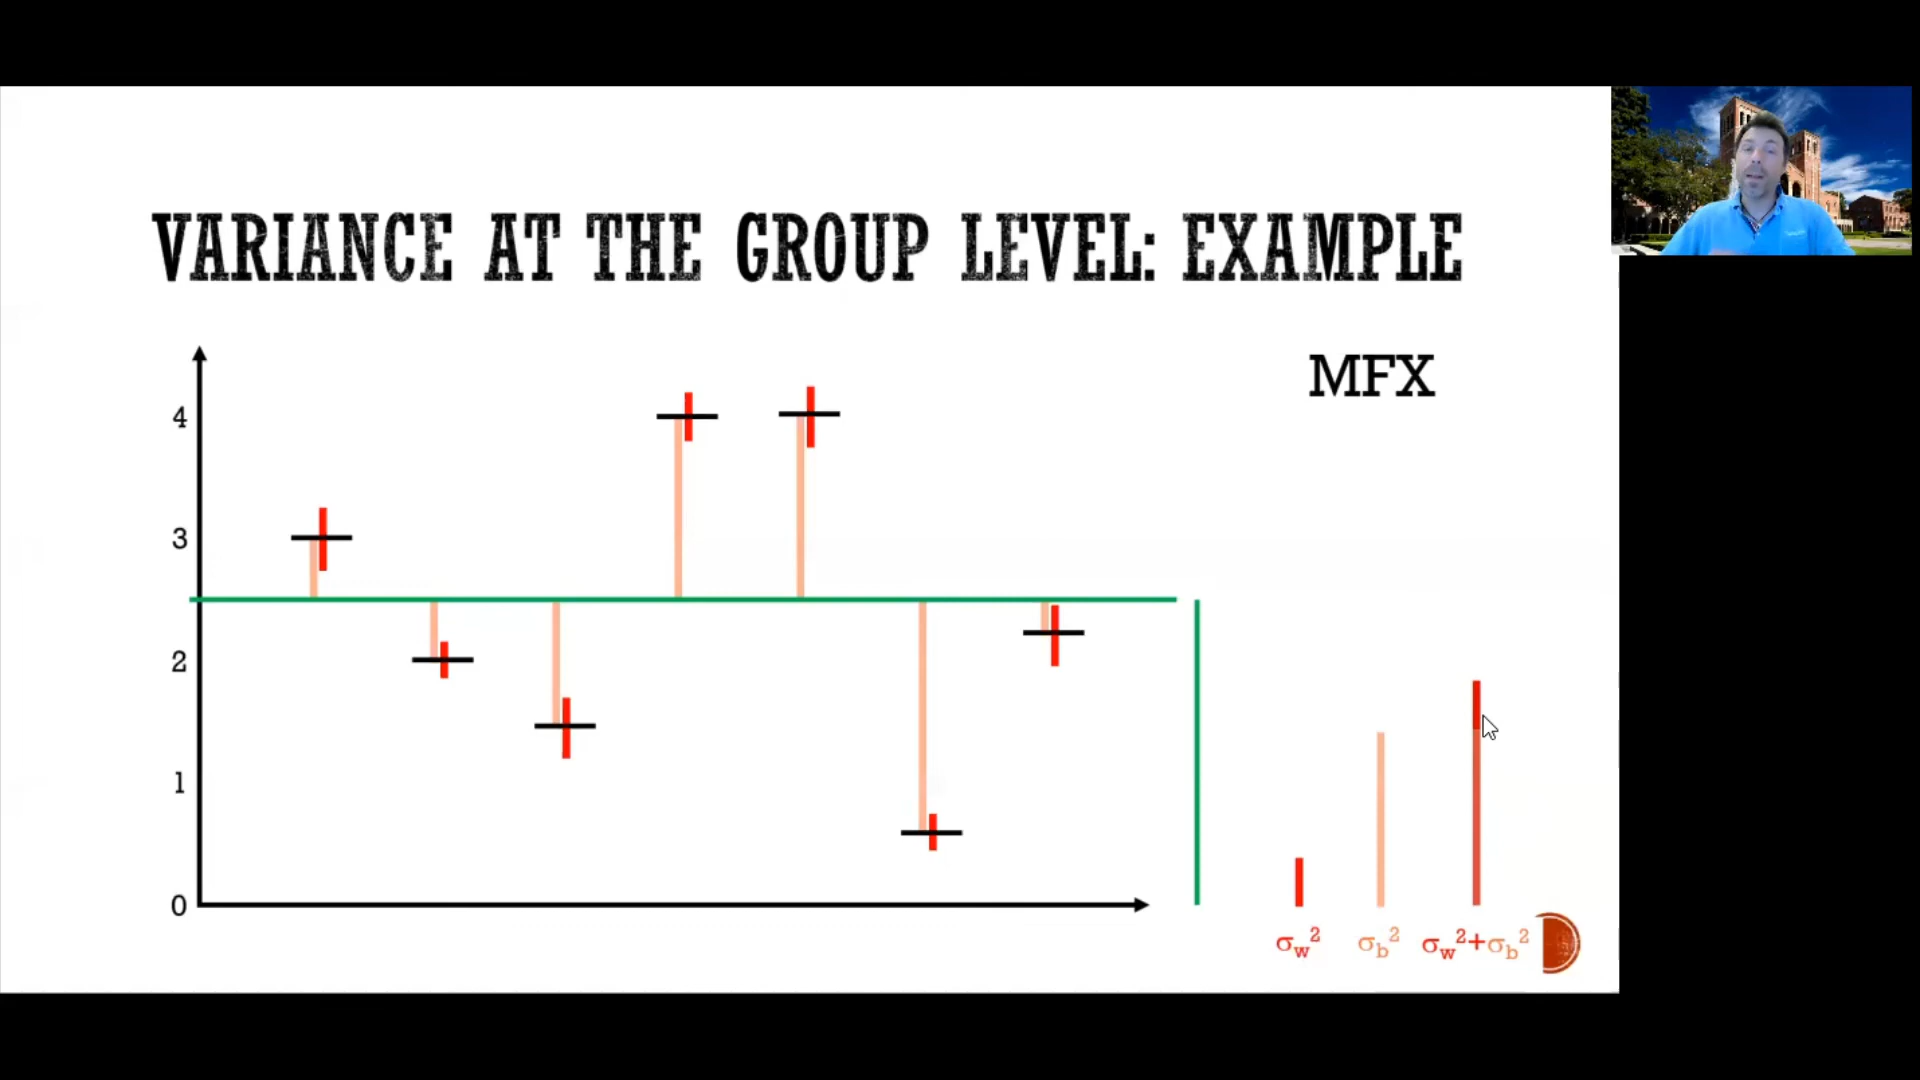 VARIANCE AT THE GROUP LEVEL: EXAMPLE
MFX
4
3
2
1
0
σw² σb² σw²+σb²